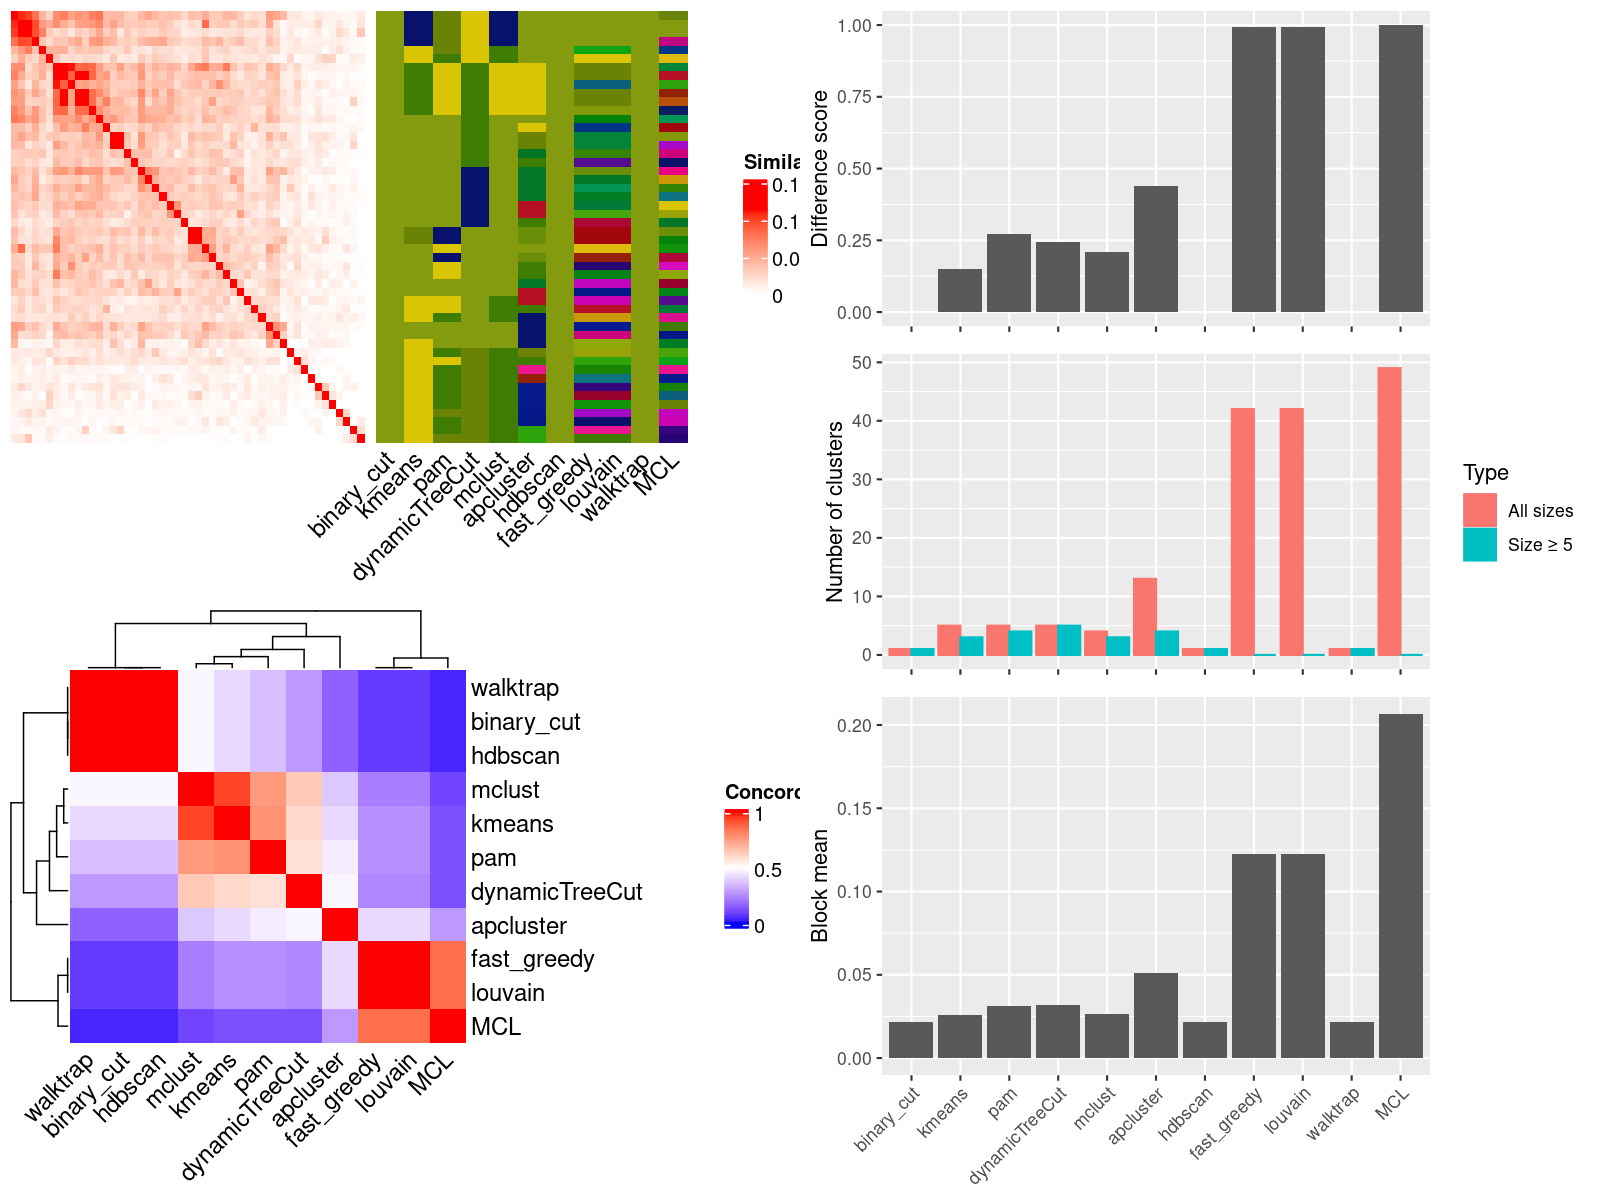 Simila
0.1
0.1
0.0
0
binary_cut
kmeans
pam
dynamicTreeCut
mclust
apcluster
hdbscan
fast_greedy
louvain
walktrap
MCL
walktrap
binary_cut
hdbscan
mclust
kmeans
pam
dynamicTreeCut
apcluster
fast_greedy
louvain
MCL
walktrap
binary_cut
hdbscan
mclust
kmeans
pam
dynamicTreeCut
apcluster
fast_greedy
louvain
MCL
Concord
1
0.5
0
Difference score
1.00
0.75
0.50
0.25
0.00
Number of clusters
50
40
30
20
10
0
Type
All sizes
Size ≥ 5
Block mean
0.20
0.15
0.10
0.05
0.00
binary_cut
kmeans
pam
dynamicTreeCut
mclust
apcluster
hdbscan
fast_greedy
louvain
walktrap
MCL